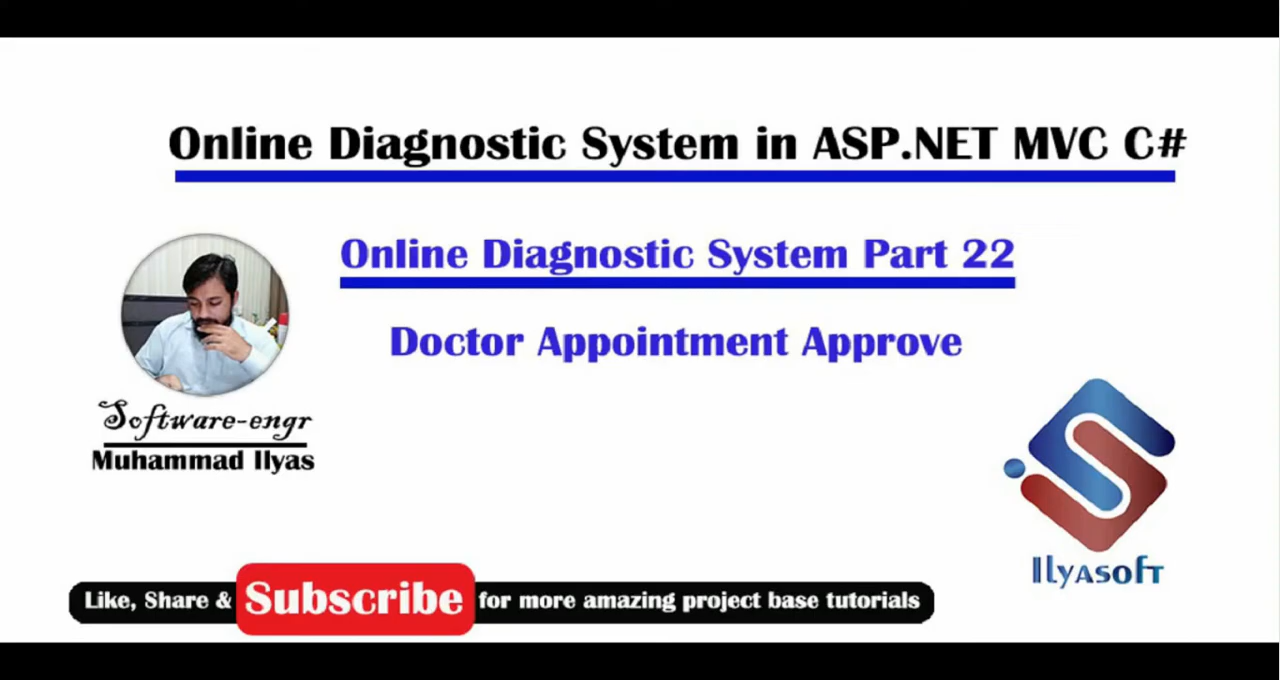 Online Diagnostic System in ASP.NET MVC C#
Online Diagnostic System Part 22
Doctor Appointment Approve
Software-engr
Muhammad Ilyas
Ilyasoft
Like, Share & Subscribe for more amazing project base tutorials